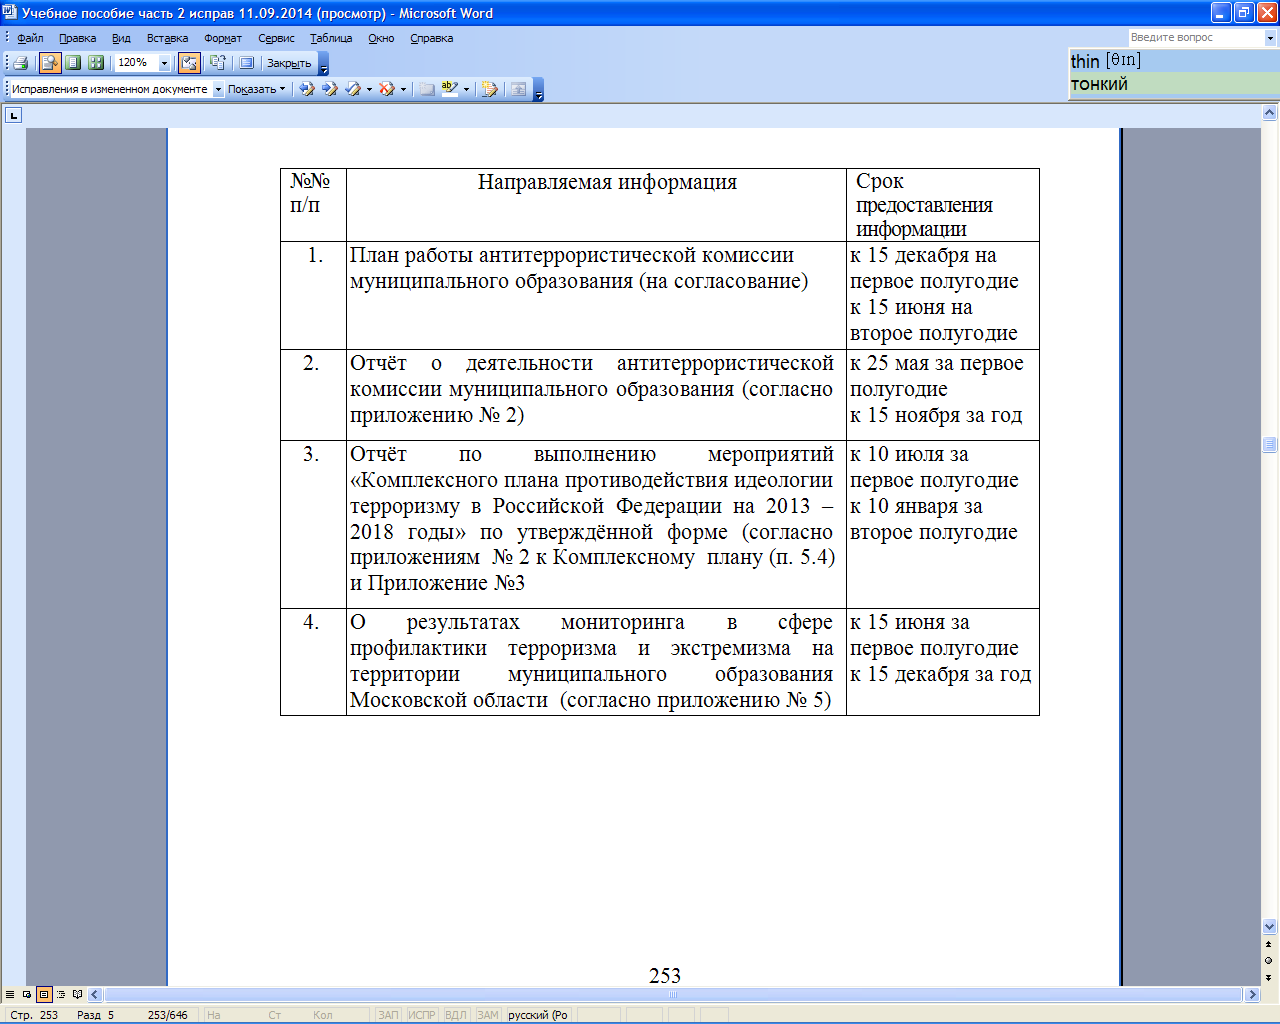 Учебное пособие часть 2 исправ 11.09.2014 (просмотр) - Microsoft Word
Файл Правка Вид Вставка Формат Сервис Таблица Окно Справка
Введите вопрос
120% Закрыть
thin [θɪn]
тонкий
Исправления в измененном документе Показать
№№
п/п
Направляемая информация
Срок
предоставления
информации
1.
План работы антитеррористической комиссии
муниципального образования (на согласование)
к 15 декабря на
первое полугодие
к 15 июня на
второе полугодие
2.
Отчёт о деятельности антитеррористической
комиссии муниципального образования (согласно
приложению № 2)
к 25 мая за первое
полугодие
к 15 ноября за год
3.
Отчёт по выполнению мероприятий
«Комплексного плана противодействия идеологии
терроризму в Российской Федерации на 2013 –
2018 годы» по утверждённой форме (согласно
приложениям № 2 к Комплексному плану (п. 5.4)
и Приложение №3
к 10 июля за
первое полугодие
к 10 января за
второе полугодие
4.
О результатах мониторинга в сфере
профилактики терроризма и экстремизма на
территории муниципального образования
Московской области (согласно приложению № 5)
к 15 июня за
первое полугодие
к 15 декабря за год
253
Стр. 253 Разд 5 253/646 На Ст Кол ЗАП ИСПР ВДЛ ЗАМ русский (Ро